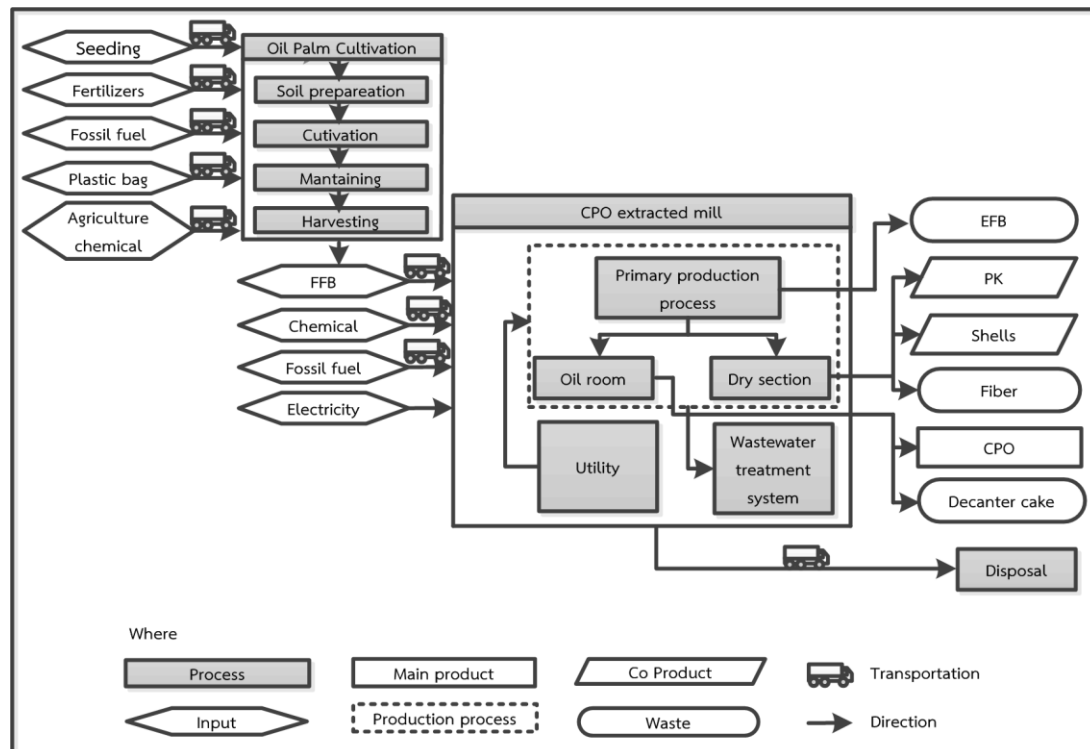 Seeding
Fertilizers
Fossil fuel
Plastic bag
Agriculture
chemical
Oil Palm Cultivation
Soil prepareation
Cutivation
Mantaining
Harvesting
FFB
Chemical
Fossil fuel
Electricity
CPO extracted mill
Primary production
process
Oil room
Dry section
Utility
Wastewater
treatment
system
EFB
PK
Shells
Fiber
CPO
Decanter cake
Disposal
Where
Process
Main product
Co Product
Transportation
Input
Production process
Waste
Direction